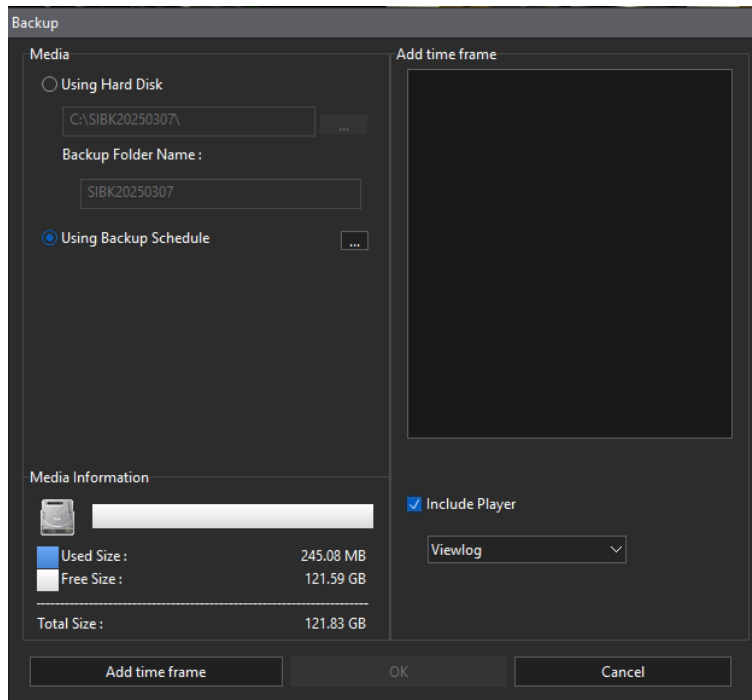 Backup
Media
Using Hard Disk
C:\SIBK20250307\
...
Backup Folder Name :
SIBK20250307
Using Backup Schedule
...
Media Information
Used Size :
245.08 MB
Free Size :
121.59 GB
Total Size :
121.83 GB
Add time frame
Include Player
Viewlog
Add time frame
OK
Cancel